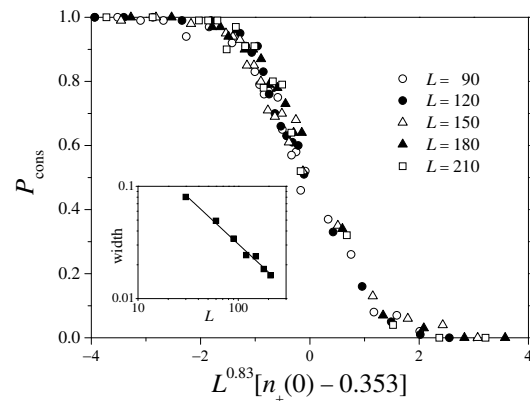 1.0
0.8
0.6
0.4
0.2
0.0
P_cons
L = 90
L = 120
L = 150
L = 180
L = 210
0.1
0.01
width
10
100
L
−4
−2
0
2
4
L^0.83[n_+(0) − 0.353]